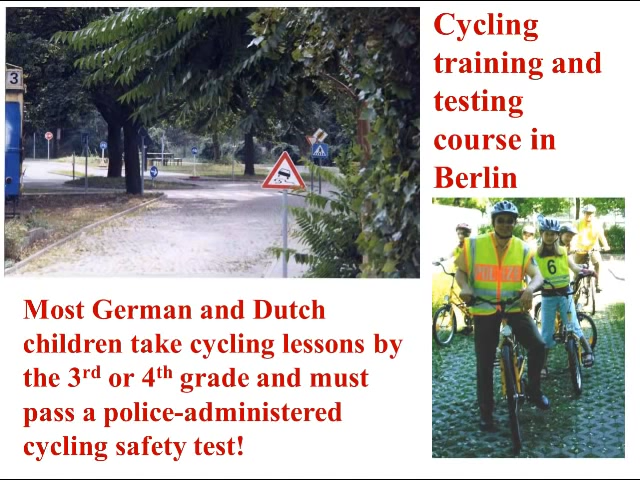 Cycling
training and
testing
course in
Berlin
3
6
Most German and Dutch
children take cycling lessons by
the 3rd or 4th grade and must
pass a police-administered
cycling safety test!